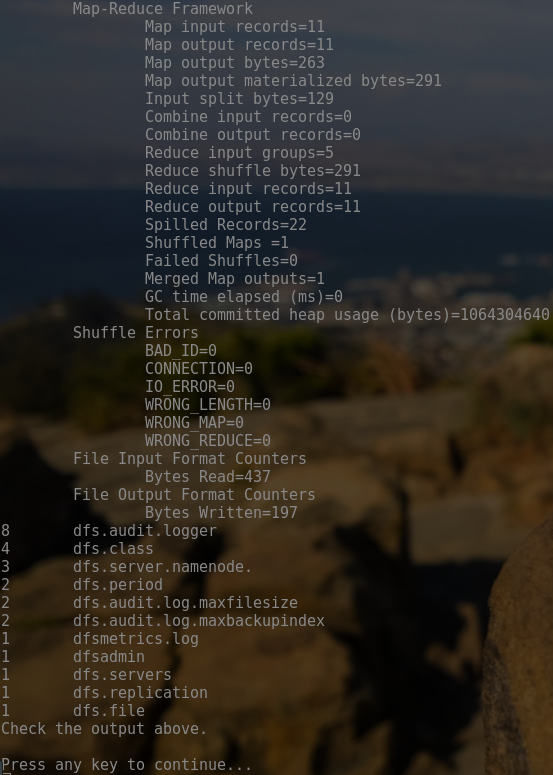 Map-Reduce Framework
Map input records=11
Map output records=11
Map output bytes=263
Map output materialized bytes=291
Input split bytes=129
Combine input records=0
Combine output records=0
Reduce input groups=5
Reduce shuffle bytes=291
Reduce input records=11
Reduce output records=11
Spilled Records=22
Shuffled Maps =1
Failed Shuffles=0
Merged Map outputs=1
GC time elapsed (ms)=0
Total committed heap usage (bytes)=1064304640
Shuffle Errors
BAD_ID=0
CONNECTION=0
IO_ERROR=0
WRONG_LENGTH=0
WRONG_MAP=0
WRONG_REDUCE=0
File Input Format Counters
Bytes Read=437
File Output Format Counters
Bytes Written=197
8 dfs.audit.logger
4 dfs.class
3 dfs.server.namenode.
2 dfs.period
2 dfs.audit.log.maxfilesize
2 dfs.audit.log.maxbackupindex
1 dfsmetrics.log
1 dfsadmin
1 dfs.servers
1 dfs.replication
1 dfs.file
Check the output above.
Press any key to continue...